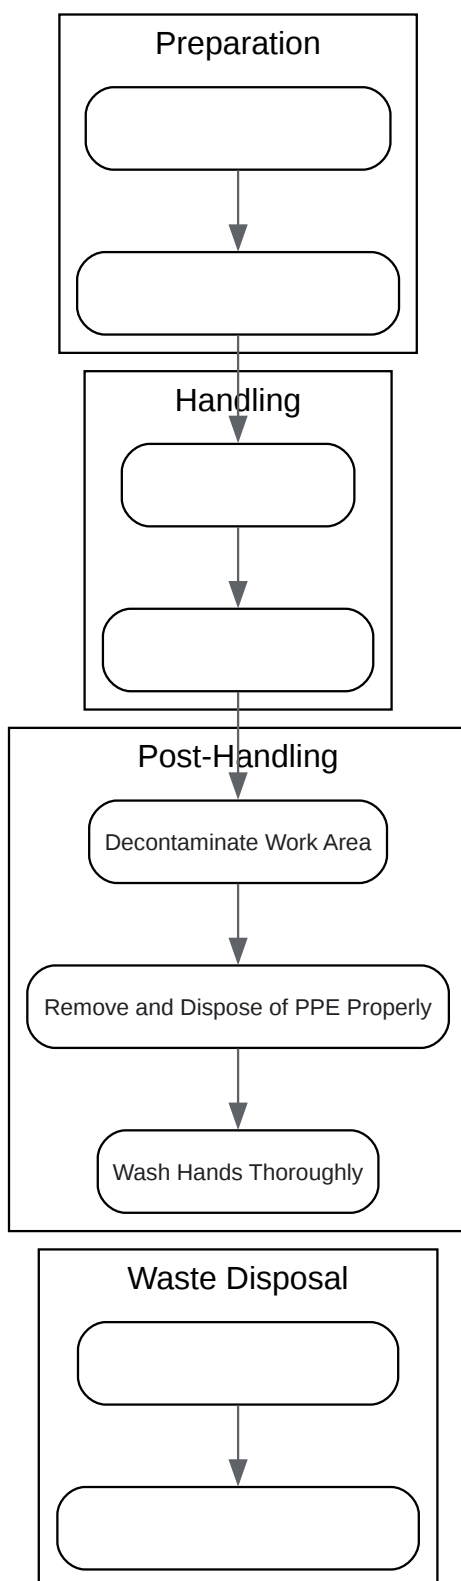 Preparation
Handling
Post-Handling
Decontaminate Work Area
Remove and Dispose of PPE Properly
Wash Hands Thoroughly
Waste Disposal